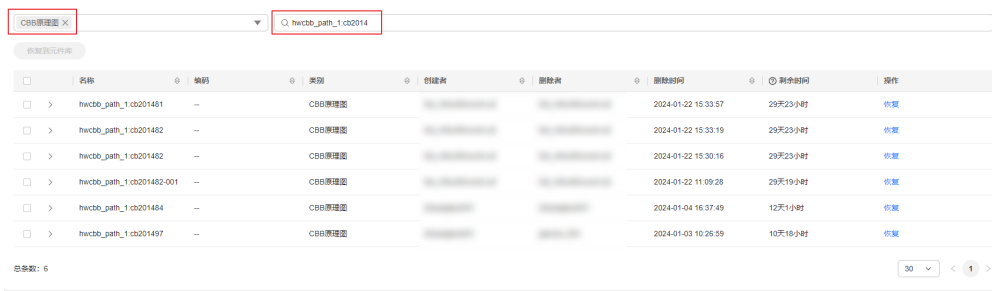 CBB原理图 × hwcbb_path_1:cb2014
恢复到元件库
名称 编码 类别 创建者 删除者 删除时间 剩余时间 操作
hwcbb_path_1:cb201481 -- CBB原理图 2024-01-22 15:33:57 29天23小时 恢复
hwcbb_path_1:cb201482 -- CBB原理图 2024-01-22 15:33:19 29天23小时 恢复
hwcbb_path_1:cb201482 -- CBB原理图 2024-01-22 15:30:16 29天23小时 恢复
hwcbb_path_1:cb201482-001 -- CBB原理图 2024-01-22 11:09:28 29天19小时 恢复
hwcbb_path_1:cb201484 -- CBB原理图 2024-01-04 16:37:49 12天1小时 恢复
hwcbb_path_1:cb201497 -- CBB原理图 2024-01-03 10:26:59 10天18小时 恢复
总条数：6 30 < 1 >